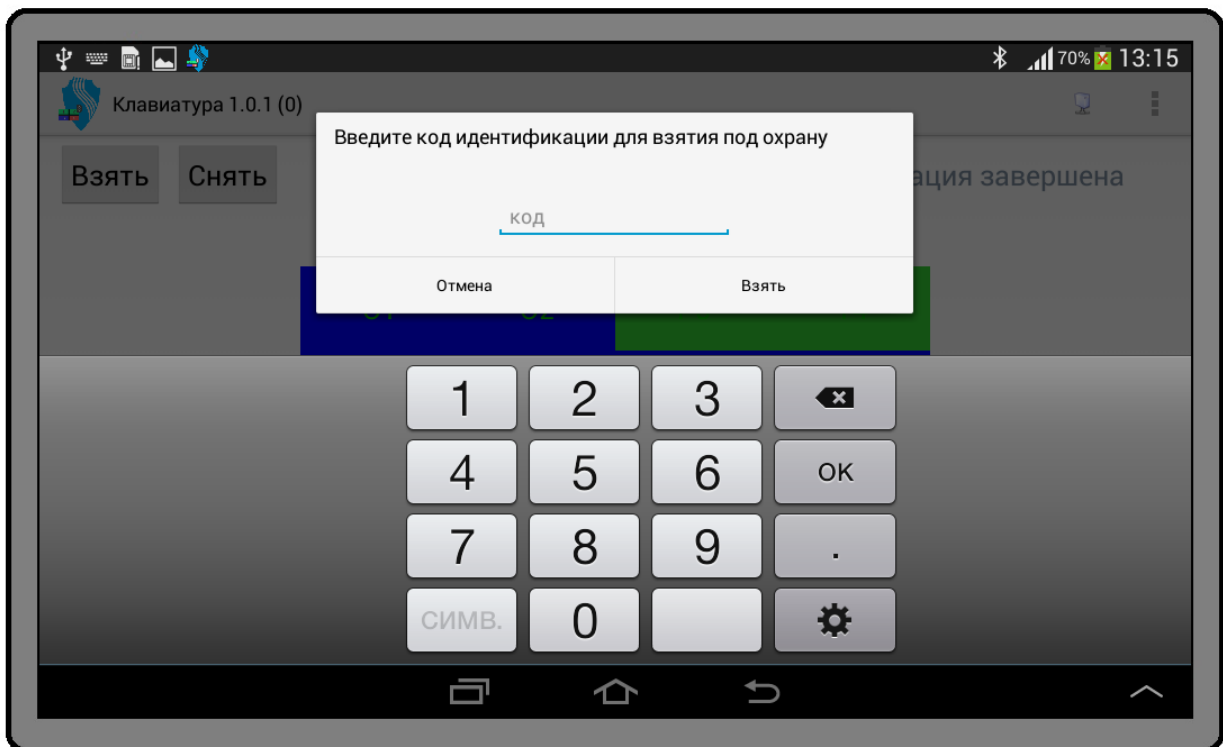 70% 13:15
Клавиатура 1.0.1 (0)
Введите код идентификации для взятия под охрану
Взять Снять
ация завершена
код
Отмена Взять
1 2 3
4 5 6 OK
7 8 9 .
СИМВ. 0